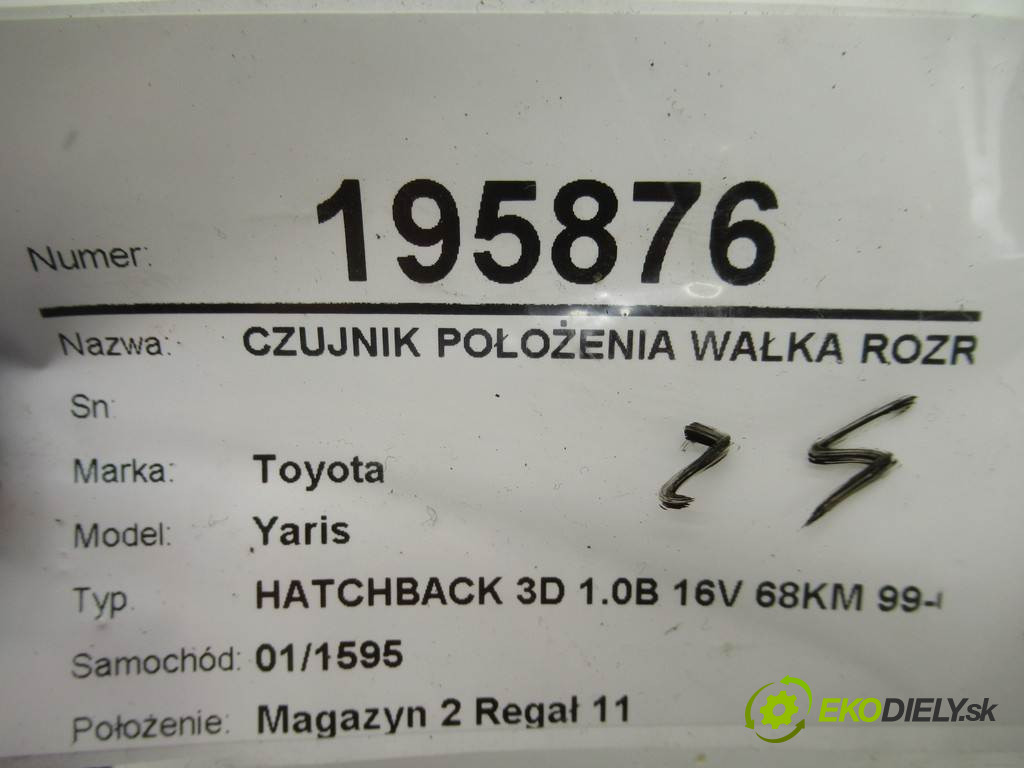 Numer: 195876
Nazwa: CZUJNIK POŁOŻENIA WAŁKA ROZR
Sn:
Marka: Toyota
Model: Yaris
Typ. HATCHBACK 3D 1.0B 16V 68KM 99-
Samochód: 01/1595
Położenie: Magazyn 2 Regał 11
25
EKODIELY.sk